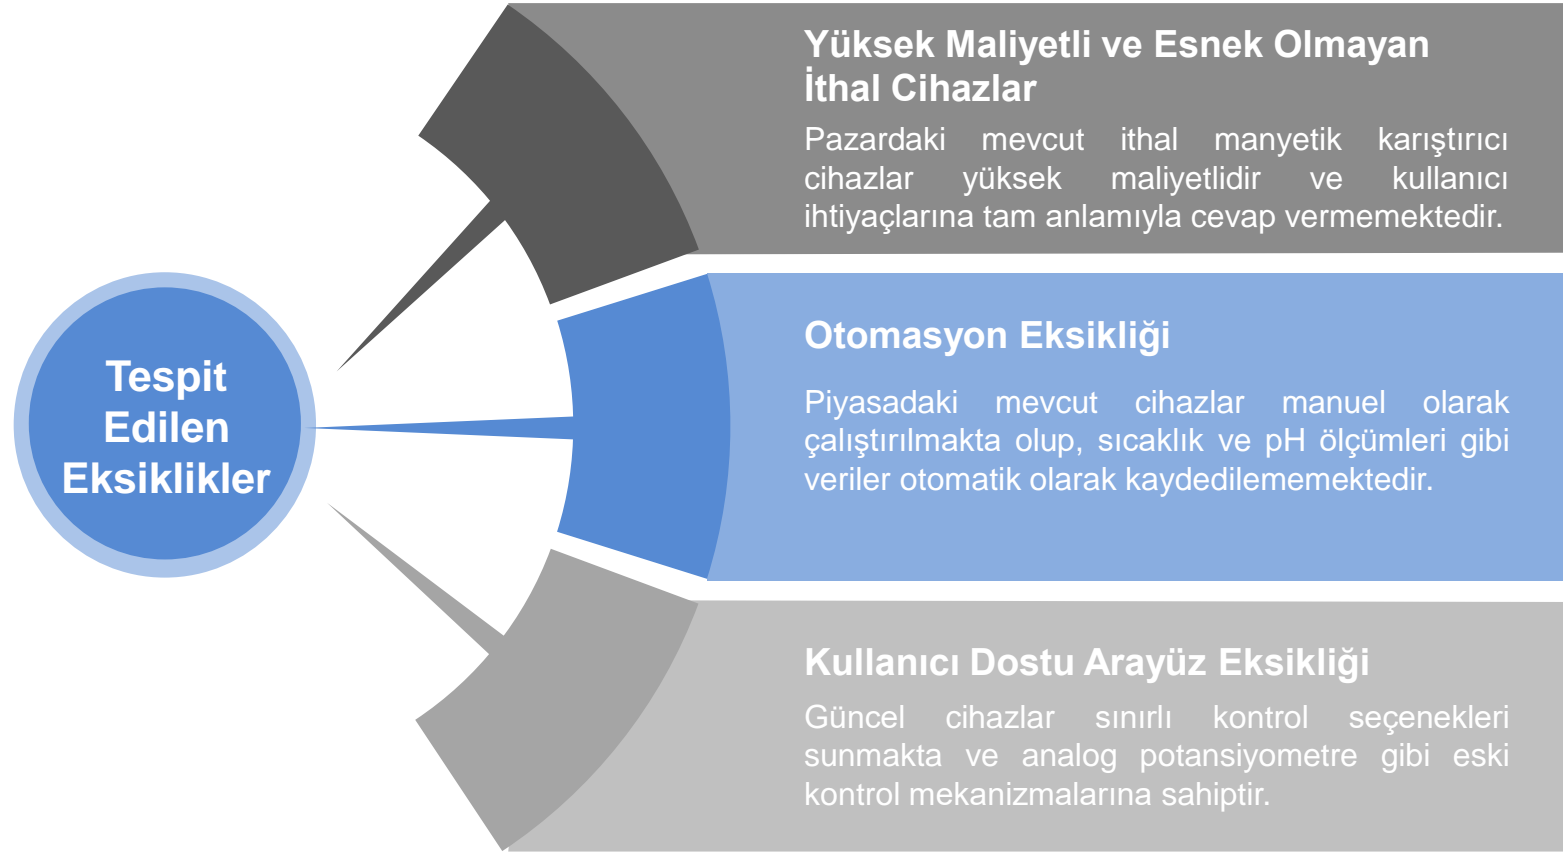 Tespit
Edilen
Eksiklikler
Yüksek Maliyetli ve Esnek Olmayan
İthal Cihazlar
Pazardaki mevcut ithal manyetik karıştırıcı
cihazlar yüksek maliyetlidir ve kullanıcı
ihtiyaçlarına tam anlamıyla cevap vermemektedir.
Otomasyon Eksikliği
Piyasadaki mevcut cihazlar manuel olarak
çalıştırılmakta olup, sıcaklık ve pH ölçümleri gibi
veriler otomatik olarak kaydedilememektedir.
Kullanıcı Dostu Arayüz Eksikliği
Güncel cihazlar sınırlı kontrol seçenekleri
sunmakta ve analog potansiyometre gibi eski
kontrol mekanizmalarına sahiptir.